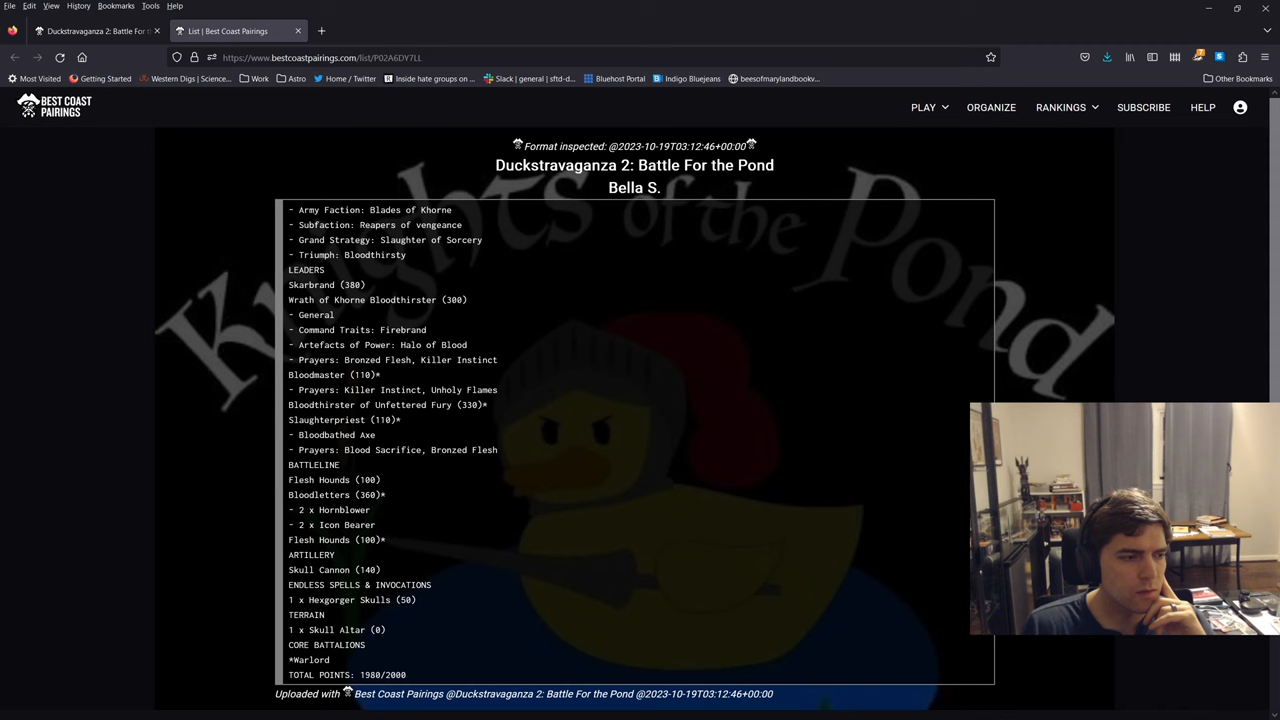 File Edit View History Bookmarks Tools Help
Duckstravaganza 2: Battle For th
List | Best Coast Pairings
https://www.bestcoastpairings.com/list/P02A6DY7LL
Most Visited Getting Started Western Digs | Science... Work Astro Home / Twitter Inside hate groups on ... Slack | general | sftd-d... Bluehost Portal Indigo Bluejeans beesofmarylandbookw... Other Bookmarks
BEST COAST
PAIRINGS
PLAY ORGANIZE RANKINGS SUBSCRIBE HELP
Format inspected: @2023-10-19T03:12:46+00:00
Duckstravaganza 2: Battle For the Pond
Bella S.
Knights of the Pond
- Army Faction: Blades of Khorne
- Subfaction: Reapers of vengeance
- Grand Strategy: Slaughter of Sorcery
- Triumph: Bloodthirsty
LEADERS
Skarbrand (380)
Wrath of Khorne Bloodthirster (300)
- General
- Command Traits: Firebrand
- Artefacts of Power: Halo of Blood
- Prayers: Bronzed Flesh, Killer Instinct
Bloodmaster (110)*
- Prayers: Killer Instinct, Unholy Flames
Bloodthirster of Unfettered Fury (330)*
Slaughterpriest (110)*
- Bloodbathed Axe
- Prayers: Blood Sacrifice, Bronzed Flesh
BATTLELINE
Flesh Hounds (100)
Bloodletters (360)*
- 2 x Hornblower
- 2 x Icon Bearer
Flesh Hounds (100)*
ARTILLERY
Skull Cannon (140)
ENDLESS SPELLS & INVOCATIONS
1 x Hexgorger Skulls (50)
TERRAIN
1 x Skull Altar (0)
CORE BATTALIONS
*Warlord
TOTAL POINTS: 1980/2000
Uploaded with Best Coast Pairings @Duckstravaganza 2: Battle For the Pond @2023-10-19T03:12:46+00:00